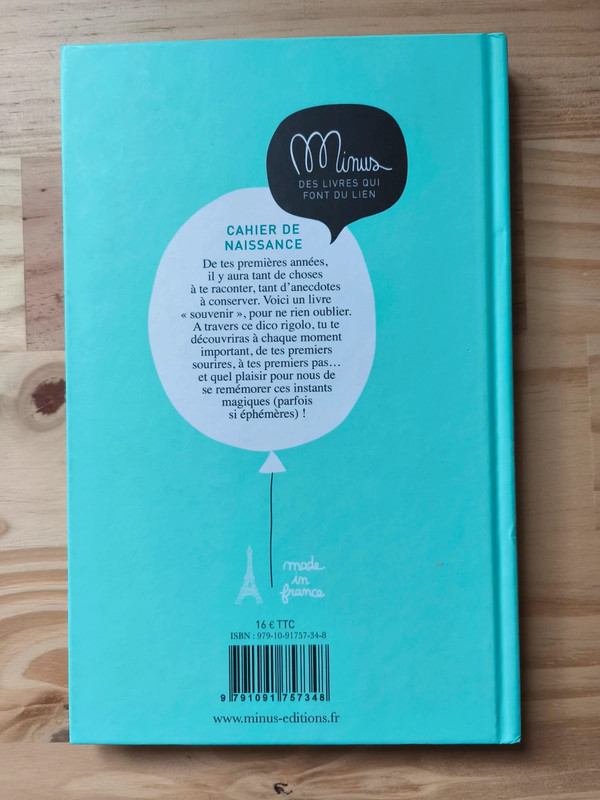 Minus
DES LIVRES QUI
FONT DU LIEN
CAHIER DE
NAISSANCE
De tes premières années,
il y aura tant de choses
à te raconter, tant d'anecdotes
à conserver. Voici un livre
« souvenir », pour ne rien oublier.
A travers ce dico rigolo, tu te
découvriras à chaque moment
important, de tes premiers
sourires, à tes premiers pas...
et quel plaisir pour nous de
se remémorer ces instants
magiques (parfois
si éphémères) !
made
in
france
16 € TTC
ISBN : 979-10-91757-34-8
9 791091 757348
www.minus-editions.fr